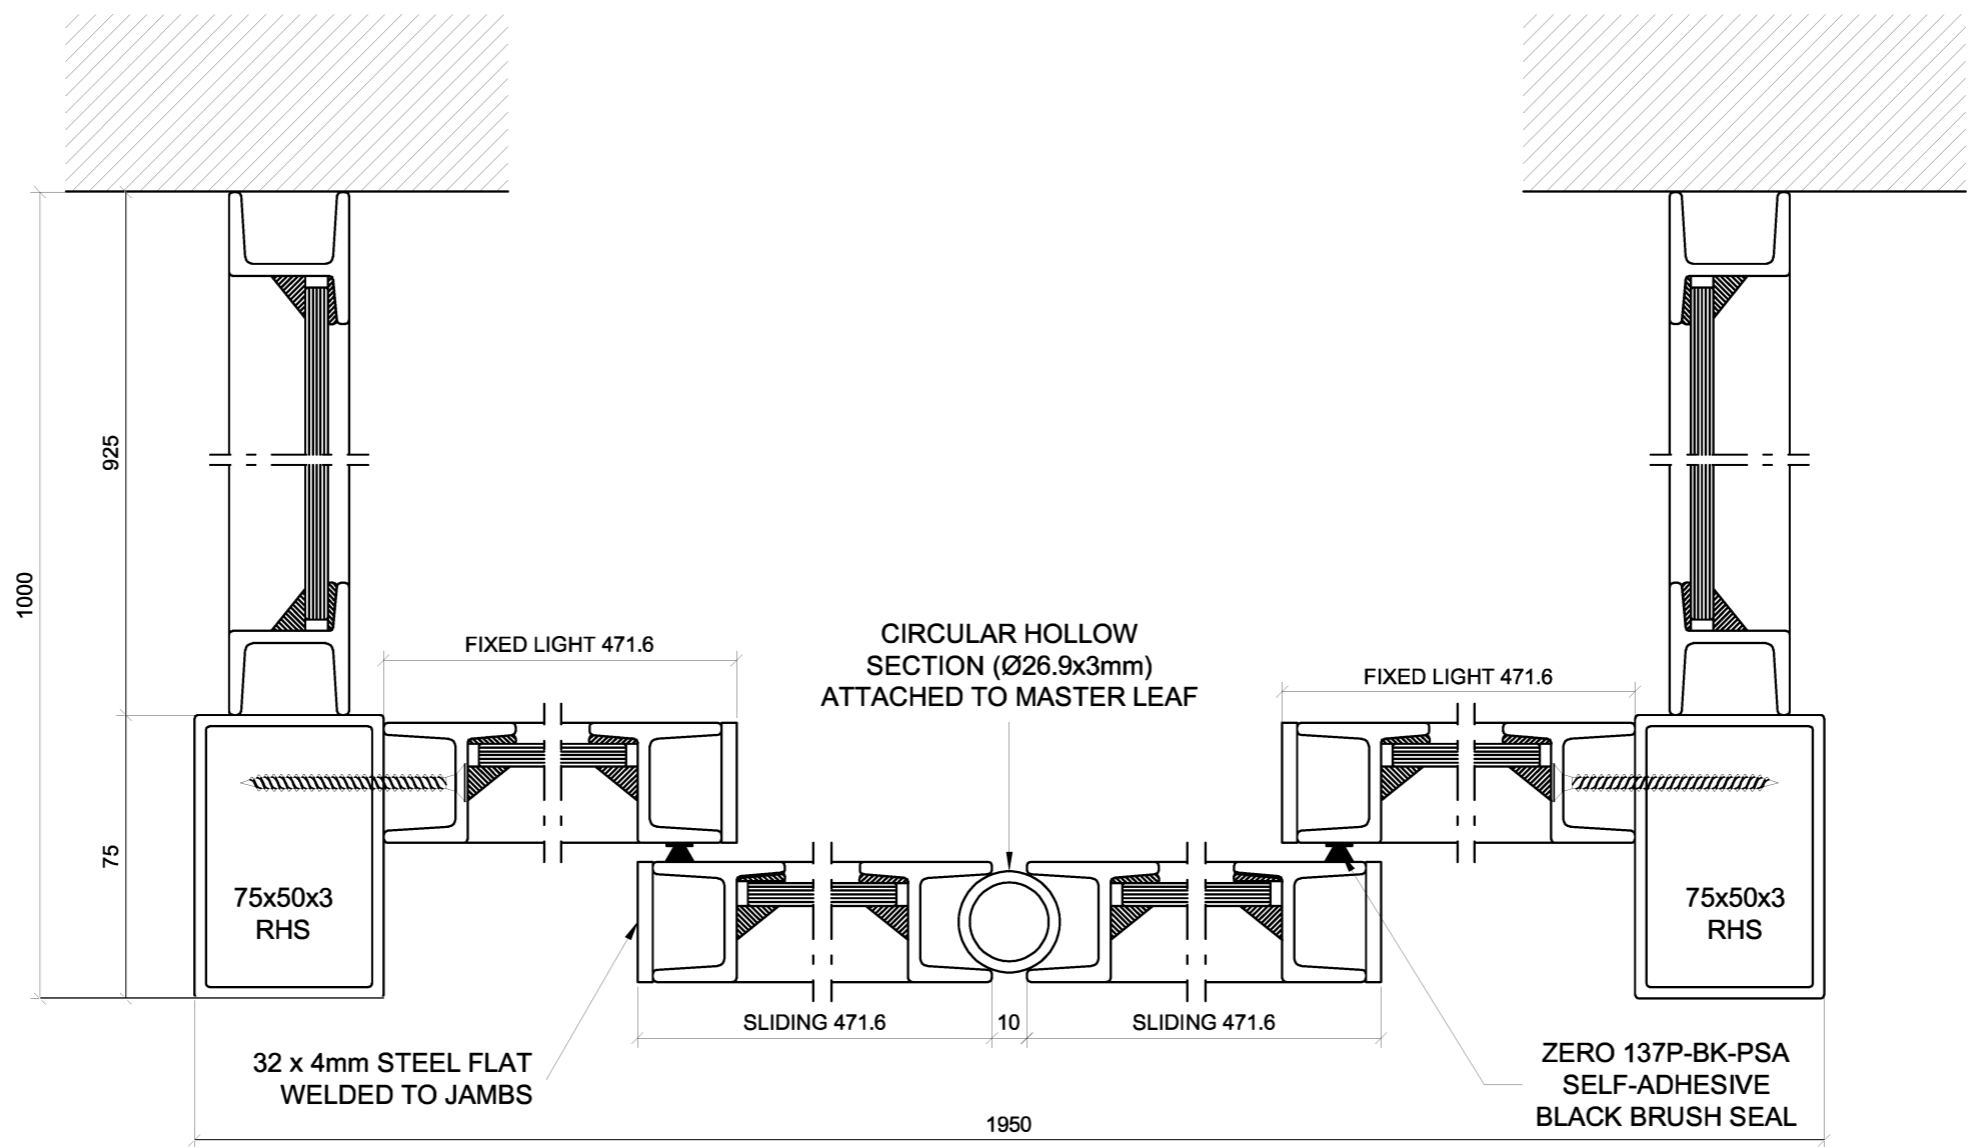 925
1000
75
FIXED LIGHT 471.6
CIRCULAR HOLLOW
SECTION (Ø26.9x3mm)
ATTACHED TO MASTER LEAF
FIXED LIGHT 471.6
75x50x3
RHS
75x50x3
RHS
SLIDING 471.6
10
SLIDING 471.6
32 x 4mm STEEL FLAT
WELDED TO JAMBS
ZERO 137P-BK-PSA
SELF-ADHESIVE
BLACK BRUSH SEAL
1950